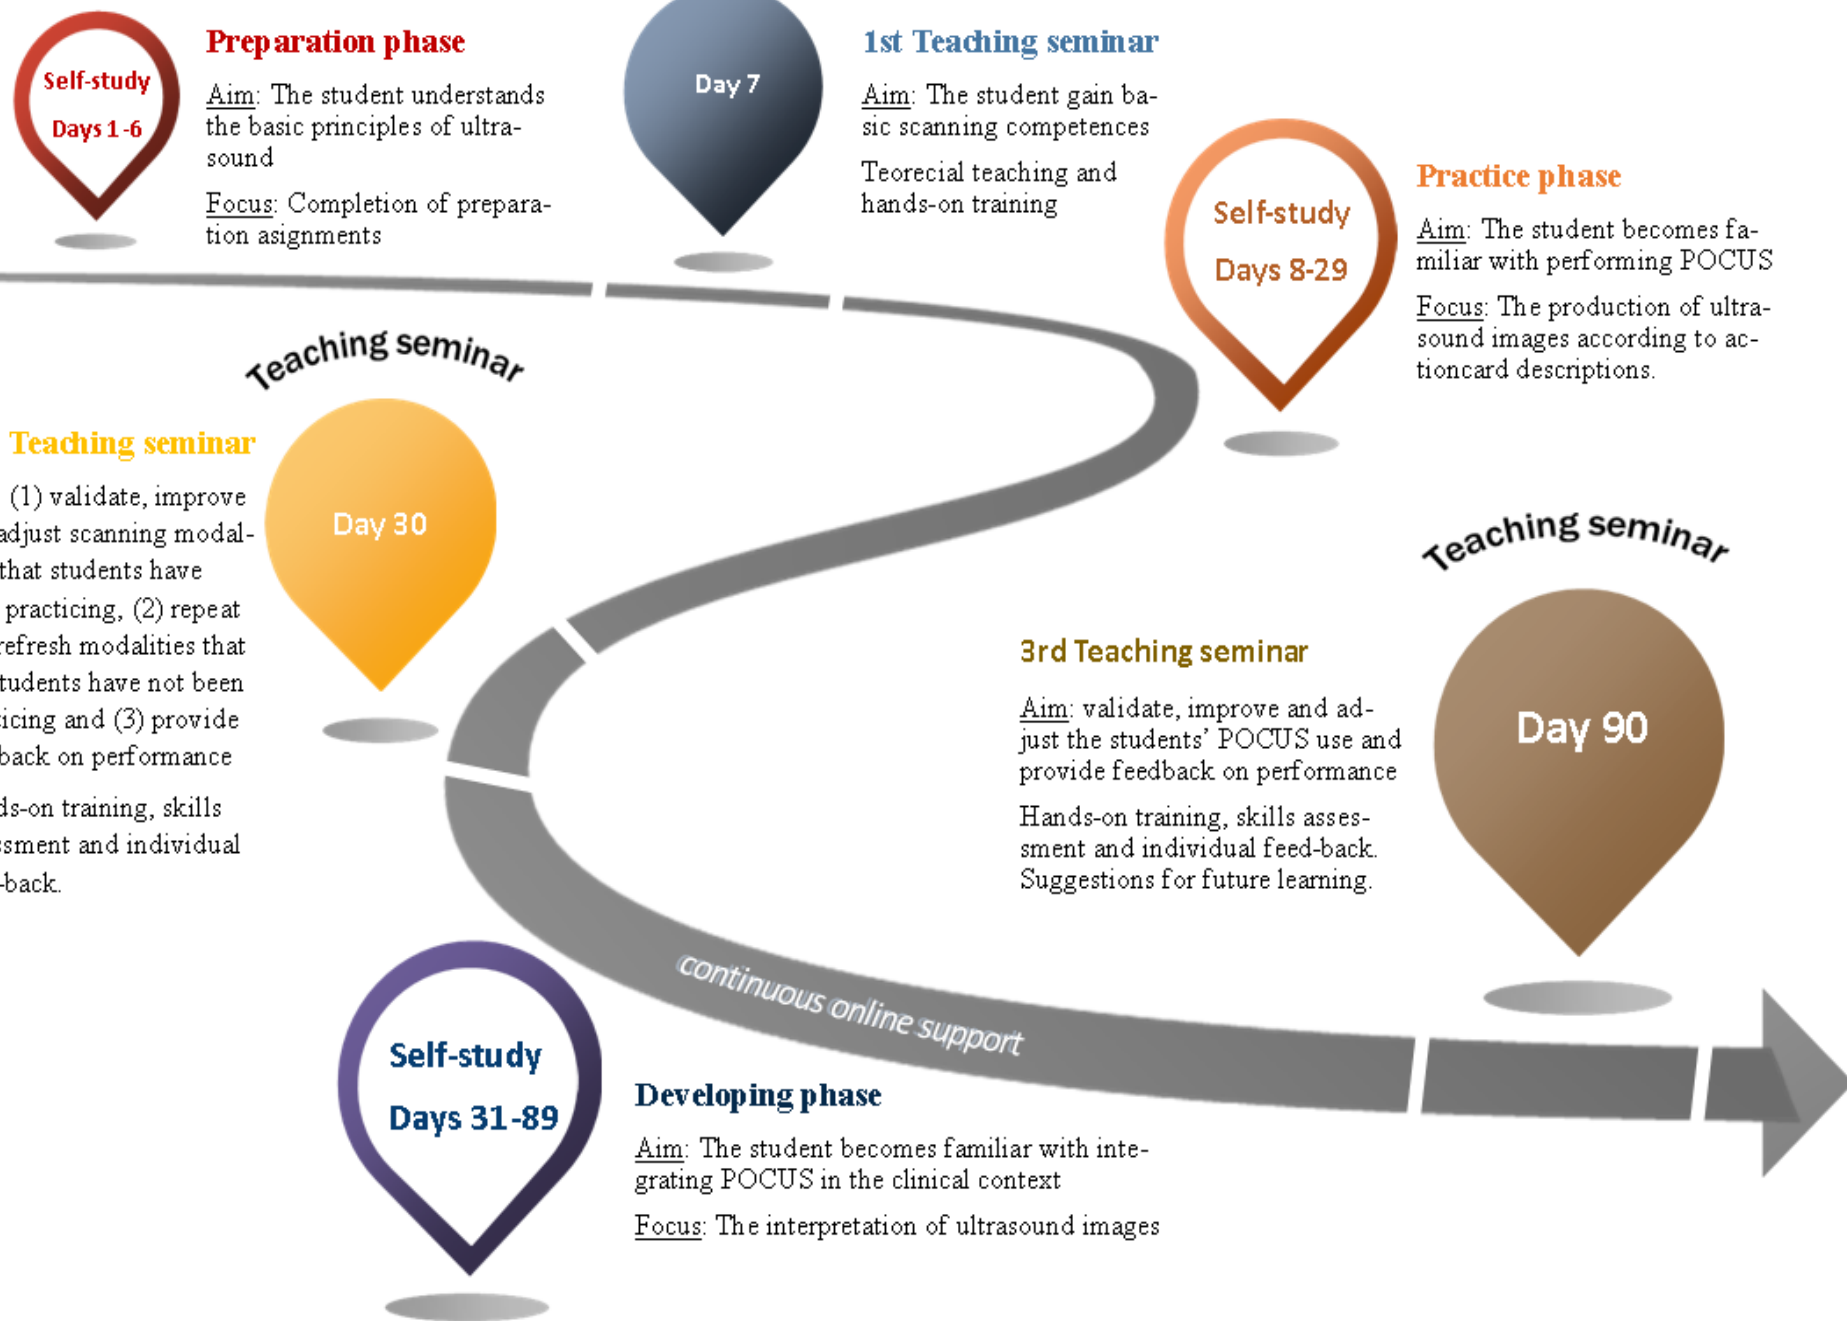 Self-study
Days 1-6
Preparation phase
Aim: The student understands
the basic principles of ultra-
sound
Focus: Completion of prepara-
tion asignments
Day 7
1st Teaching seminar
Aim: The student gain ba-
sic scanning competences
Teorecial teaching and
hands-on training
Self-study
Days 8-29
Practice phase
Aim: The student becomes fa-
miliar with performing POCUS
Focus: The production of ultra-
sound images according to ac-
tioncard descriptions.
Teaching seminar
Day 30
Teaching seminar
(1) validate, improve
adjust scanning modal-
that students have
practicing, (2) repeat
refresh modalities that
students have not been
ticing and (3) provide
back on performance
ds-on training, skills
ssment and individual
-back.
Self-study
Days 31-89
Developing phase
Aim: The student becomes familiar with inte-
grating POCUS in the clinical context
Focus: The interpretation of ultrasound images
continuous online support
Teaching seminar
Day 90
3rd Teaching seminar
Aim: validate, improve and ad-
just the students’ POCUS use and
provide feedback on performance
Hands-on training, skills asses-
sment and individual feed-back.
Suggestions for future learning.